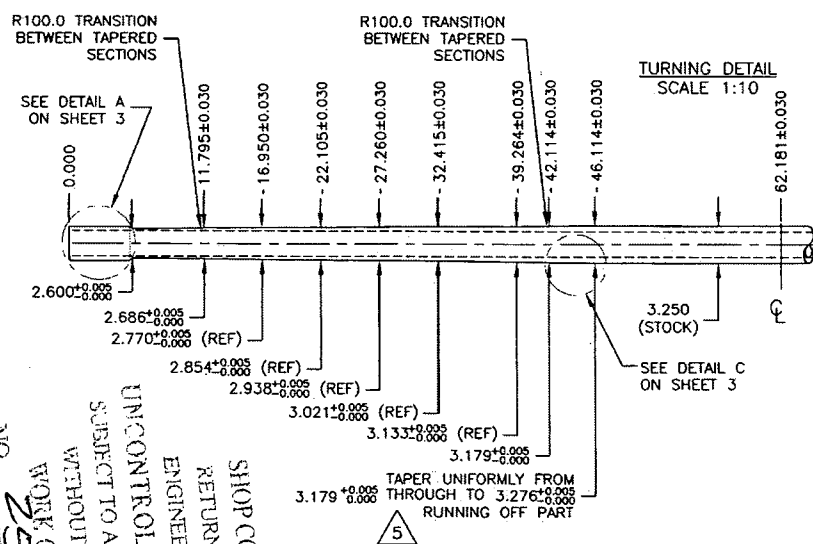 R100.0 TRANSITION
BETWEEN TAPERED
SECTIONS
R100.0 TRANSITION
BETWEEN TAPERED
SECTIONS
TURNING DETAIL
SCALE 1:10
SEE DETAIL A
ON SHEET 3
0.000
11.795±0.030
16.950±0.030
22.105±0.030
27.260±0.030
32.415±0.030
39.264±0.030
42.114±0.030
46.114±0.030
62.181±0.030
2.600+0.005-0.000
2.686+0.005-0.000
2.770+0.005-0.000 (REF)
2.854+0.005-0.000 (REF)
2.938+0.005-0.000 (REF)
3.021+0.005-0.000 (REF)
3.133+0.005-0.000 (REF)
3.179+0.005-0.000
3.250
(STOCK)
SEE DETAIL C
ON SHEET 3
TAPER UNIFORMLY FROM
3.179+0.005-0.000 THROUGH TO 3.276+0.005-0.000
RUNNING OFF PART
5
SHOP CO
RETURN
ENGINEE
UNCONTROL
SUBJECT TO A
WITHOUT
WORK O
NO